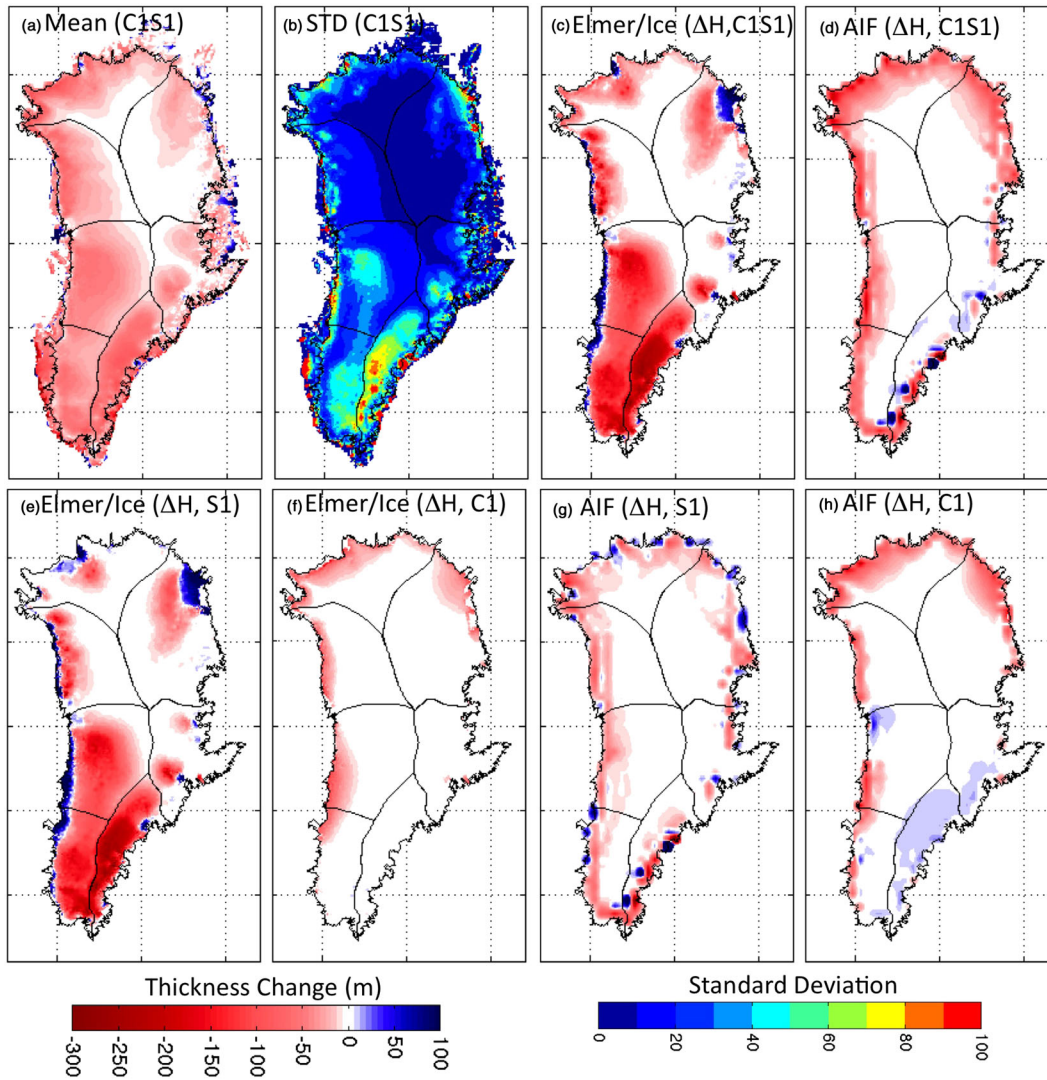 (a) Mean (C1S1)
(b) STD (C1S1)
(c) Elmer/Ice (ΔH,C1S1)
(d) AIF (ΔH, C1S1)
(e) Elmer/Ice (ΔH, S1)
(f) Elmer/Ice (ΔH, C1)
(g) AIF (ΔH, S1)
(h) AIF (ΔH, C1)
Thickness Change (m)
-300 -250 -200 -150 -100 -50 0 50 100
Standard Deviation
0 20 40 60 80 100